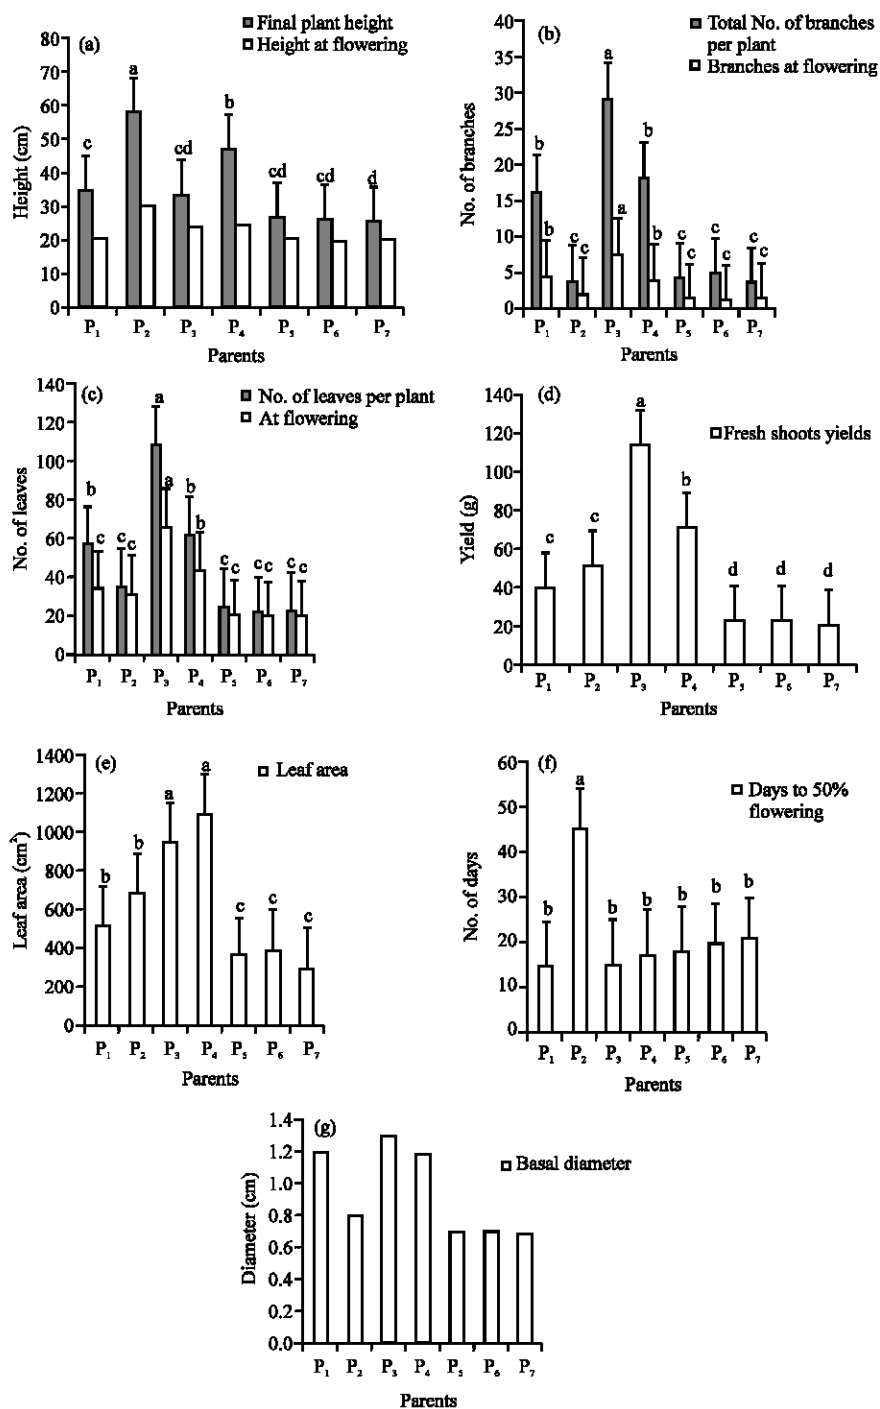 (a)
Final plant height
Height at flowering
Height (cm)
80
70
60
50
40
30
20
10
0
c
a
cd
b
cd
cd
d
P₁ P₂ P₃ P₄ P₅ P₆ P₇
Parents
(b)
Total No. of branches
per plant
Branches at flowering
No. of branches
40
35
30
25
20
15
10
5
0
b b c c a a b b c c c c c c
P₁ P₂ P₃ P₄ P₅ P₆ P₇
Parents
(c)
No. of leaves per plant
At flowering
No. of leaves
140
120
100
80
60
40
20
0
b c c c a a b b c c c c c c
P₁ P₂ P₃ P₄ P₅ P₆ P₇
Parents
(d)
Fresh shoots yields
Yield (g)
140
120
100
80
60
40
20
0
c c a b d d d
P₁ P₂ P₃ P₄ P₅ P₆ P₇
Parents
(e)
Leaf area
Leaf area (cm²)
1400
1200
1000
800
600
400
200
0
b b a a c c c
P₁ P₂ P₃ P₄ P₅ P₆ P₇
Parents
(f)
Days to 50%
flowering
No. of days
60
50
40
30
20
10
0
b a b b b b b
P₁ P₂ P₃ P₄ P₅ P₆ P₇
Parents
(g)
Basal diameter
Diameter (cm)
1.4
1.2
1.0
0.8
0.6
0.4
0.2
0.0
P₁ P₂ P₃ P₄ P₅ P₆ P₇
Parents